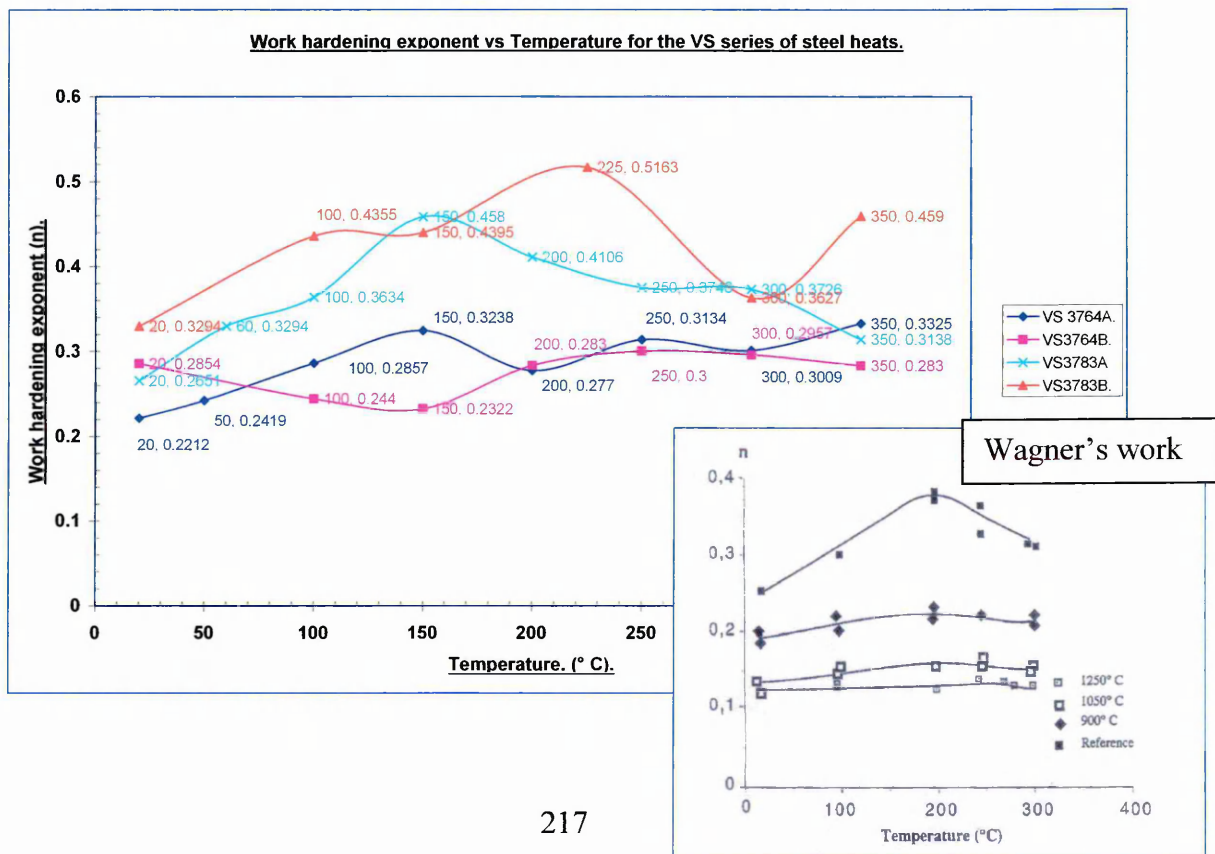 Work hardening exponent vs Temperature for the VS series of steel heats.
0.6
0.5
0.4
0.3
0.2
0.1
0
Work hardening exponent (n).
20, 0.3294
100, 0.4355
150, 0.4395
225, 0.5163
300, 0.3627
350, 0.459
20, 0.2651
60, 0.3294
100, 0.3634
150, 0.458
200, 0.4106
250, 0.3743
300, 0.3726
350, 0.3138
20, 0.2854
100, 0.244
150, 0.2322
200, 0.283
250, 0.3
300, 0.2957
350, 0.283
20, 0.2212
50, 0.2419
100, 0.2857
150, 0.3238
200, 0.277
250, 0.3134
300, 0.3009
350, 0.3325
0 50 100 150 200 250
Temperature. (° C).
VS 3764A.
VS3764B.
VS3783A
VS3783B.
Wagner's work
n
0,4
0,3
0,2
0,1
0
1250° C
1050° C
900° C
Reference
0 100 200 300 400
Temperature (°C)
217